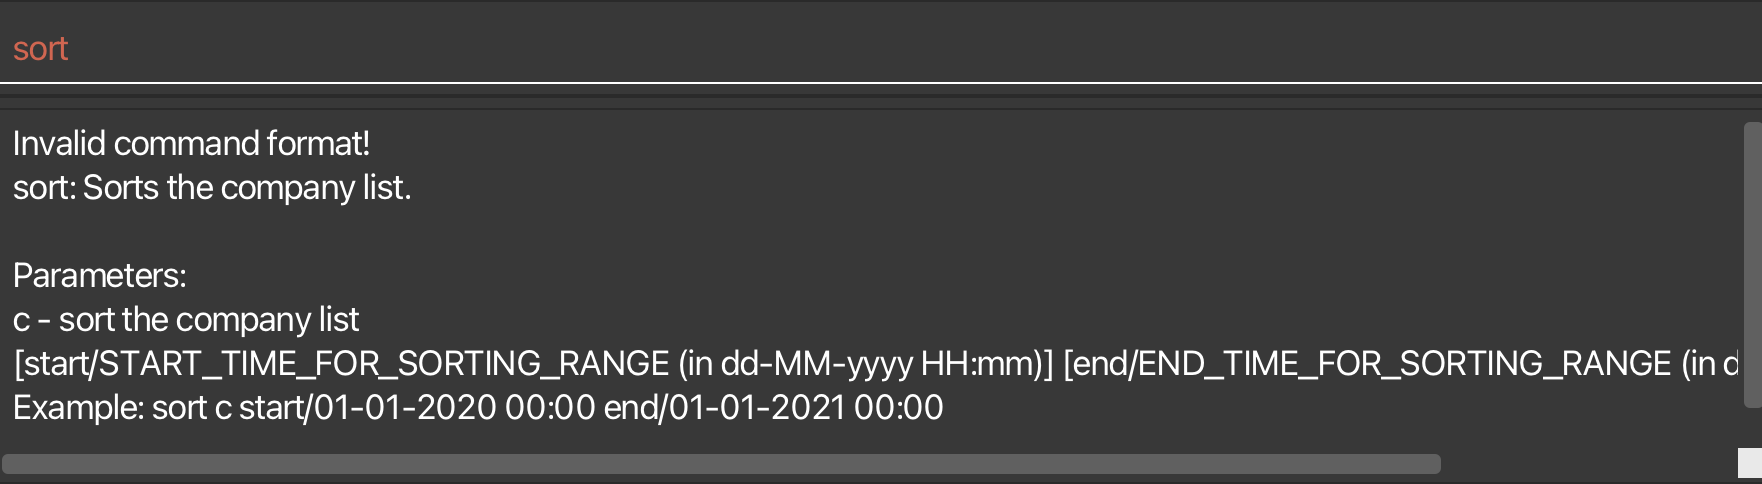 sort
Invalid command format!
sort: Sorts the company list.
Parameters:
c - sort the company list
[start/START_TIME_FOR_SORTING_RANGE (in dd-MM-yyyy HH:mm)] [end/END_TIME_FOR_SORTING_RANGE (in d
Example: sort c start/01-01-2020 00:00 end/01-01-2021 00:00